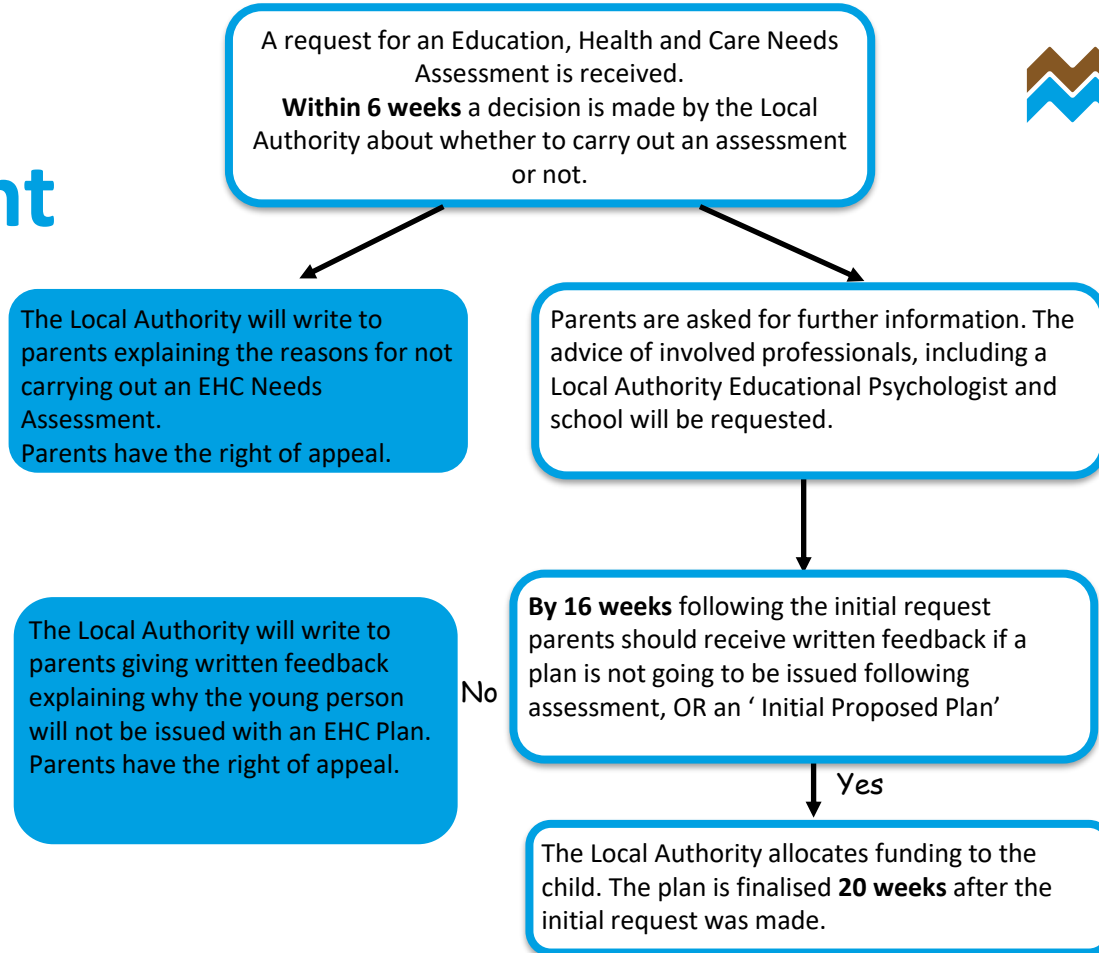 A request for an Education, Health and Care Needs
Assessment is received.
Within 6 weeks a decision is made by the Local
Authority about whether to carry out an assessment
or not.
nt
The Local Authority will write to
parents explaining the reasons for not
carrying out an EHC Needs
Assessment.
Parents have the right of appeal.
Parents are asked for further information. The
advice of involved professionals, including a
Local Authority Educational Psychologist and
school will be requested.
The Local Authority will write to
parents giving written feedback
explaining why the young person
will not be issued with an EHC Plan.
Parents have the right of appeal.
No
By 16 weeks following the initial request
parents should receive written feedback if a
plan is not going to be issued following
assessment, OR an ‘ Initial Proposed Plan’
Yes
The Local Authority allocates funding to the
child. The plan is finalised 20 weeks after the
initial request was made.